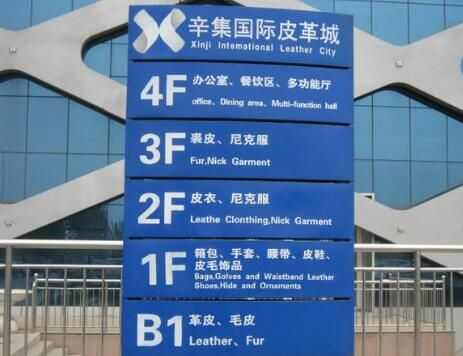 辛集国际皮革城
Xinji International Leather City
4F
办公室、餐饮区、多功能厅
office、Dining area、Multi-function hall
3F
裘皮、尼克服
Fur,Nick Garment
2F
皮衣、尼克服
Leathe Clonthing,Nick Garment
1F
箱包、手套、腰带、皮鞋、
皮毛饰品
Bags,Golves and Waistband Leather
Shoes,Hide and Ornaments
B1
革皮、毛皮
Leather、Fur